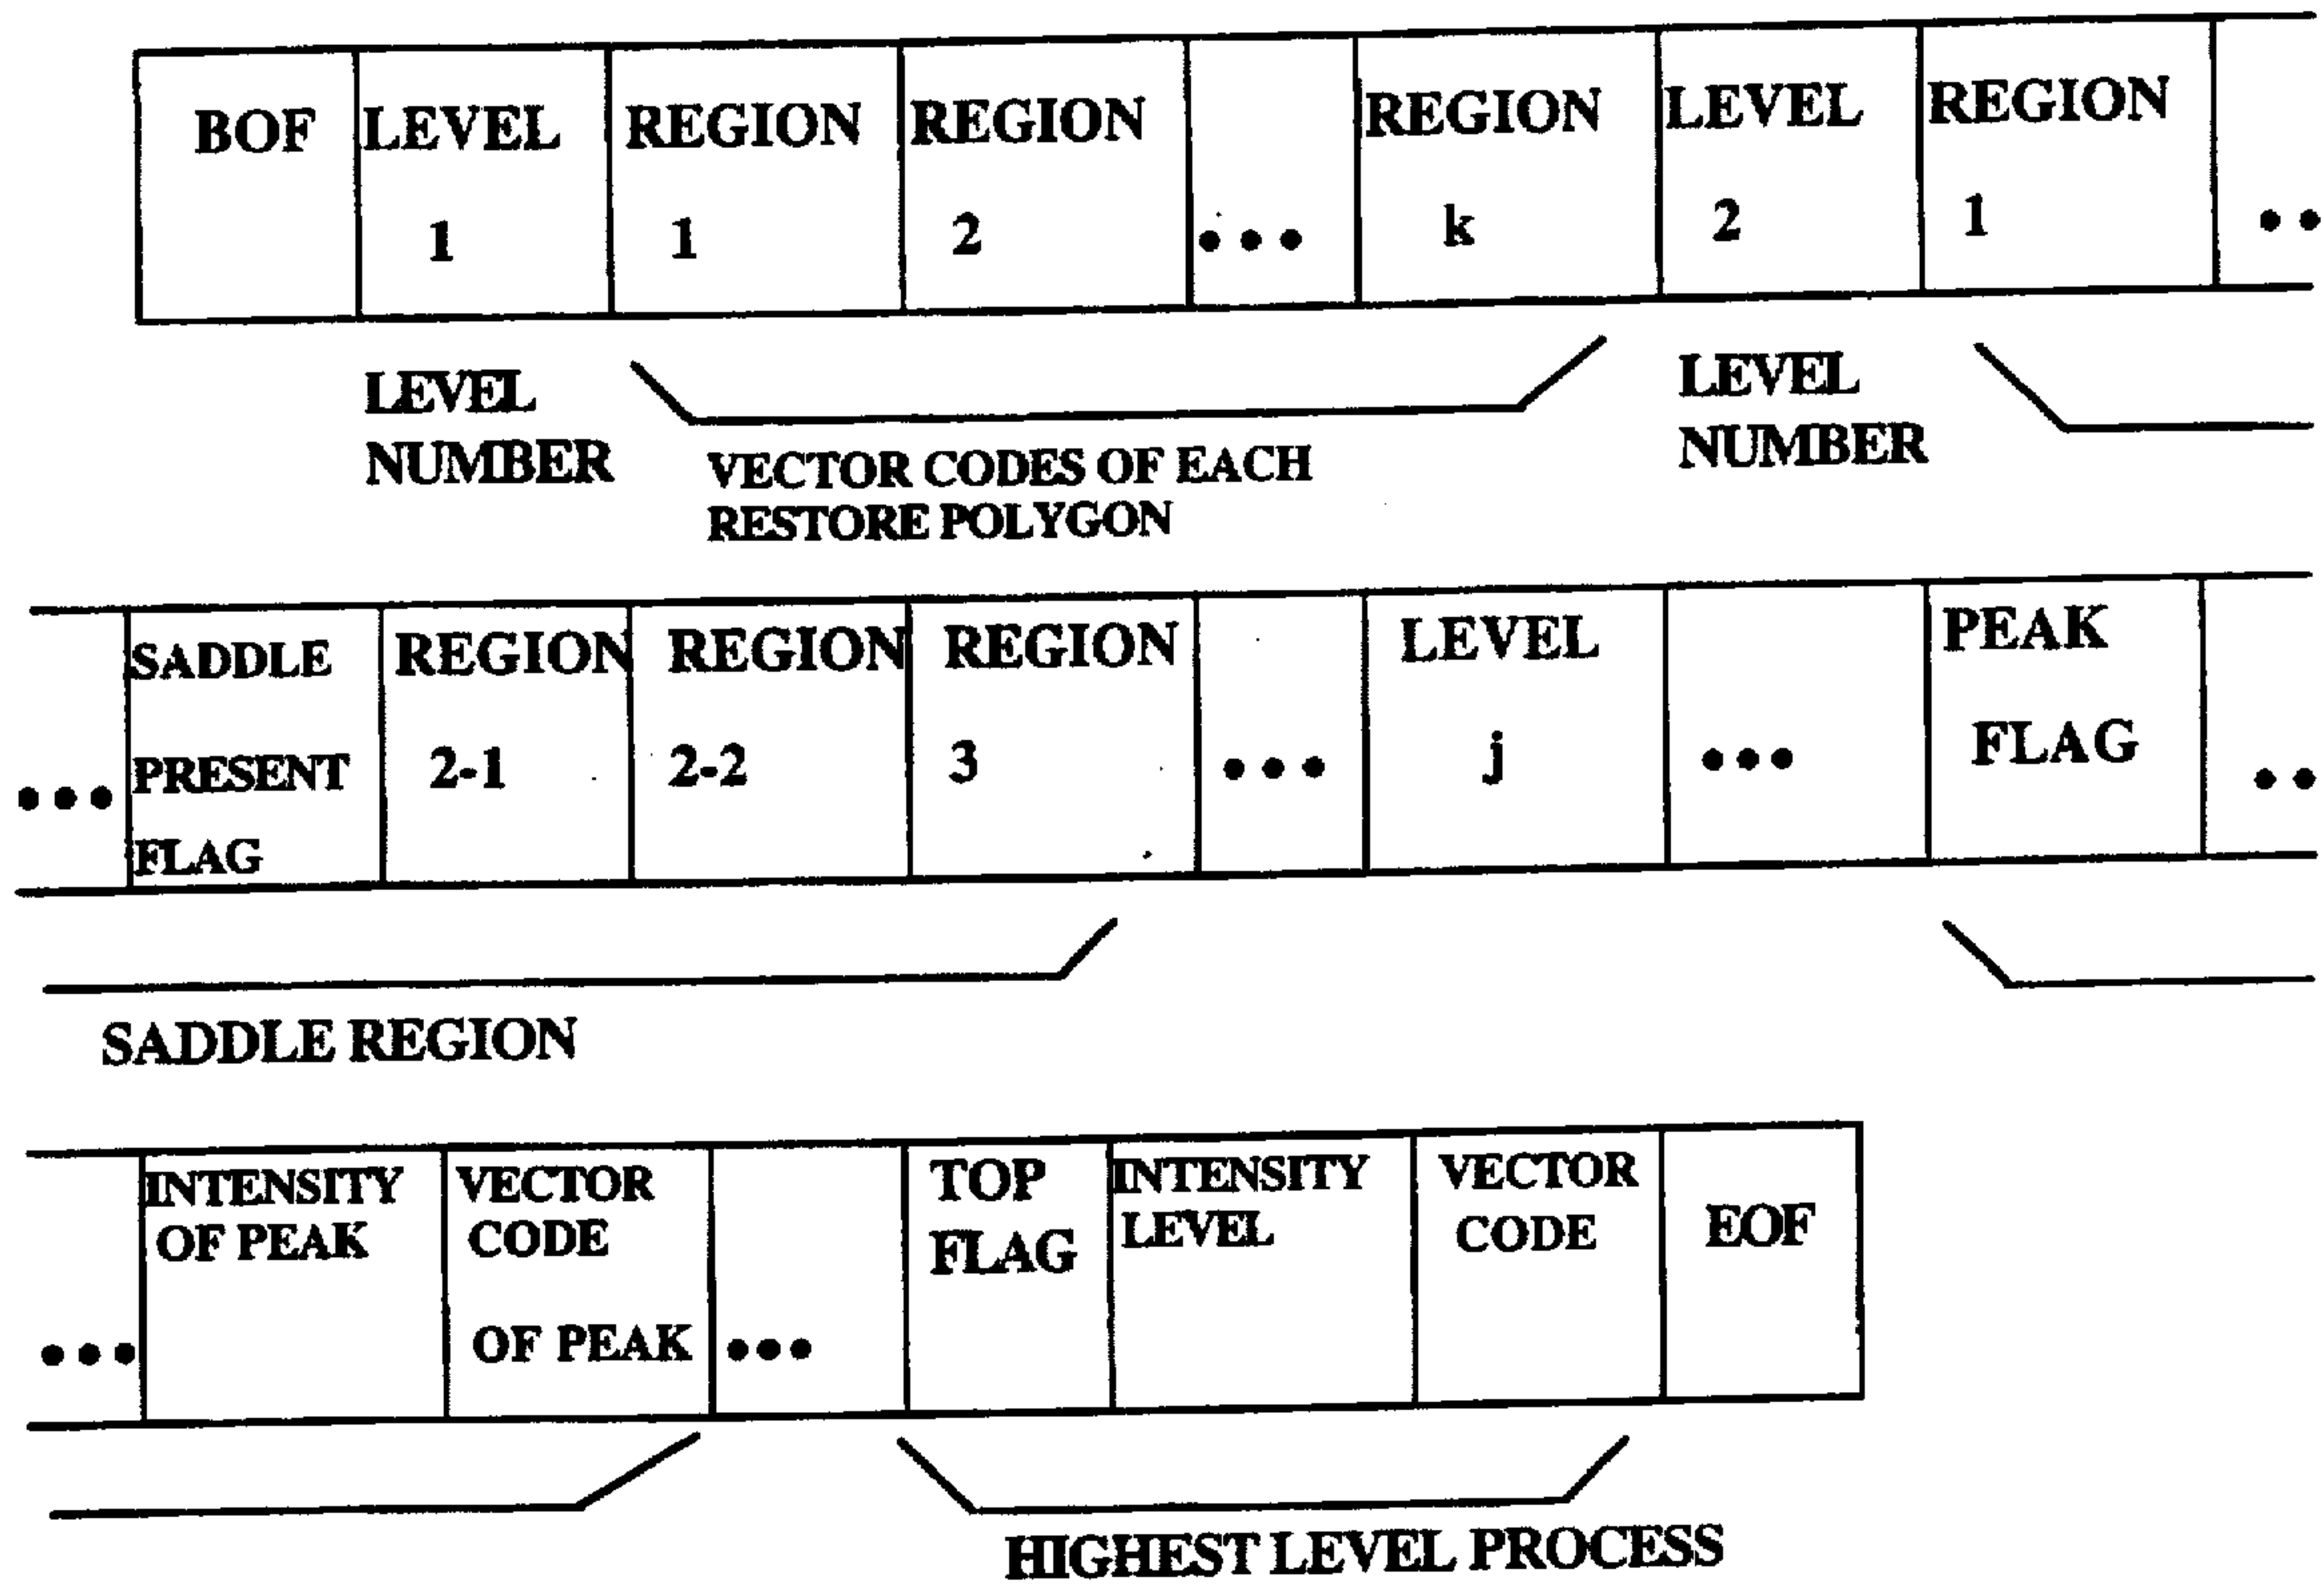 BOF LEVEL REGION REGION REGION LEVEL REGION
1 1 2 ••• k 2 1 ••
LEVEL
NUMBER
VECTOR CODES OF EACH
RESTORE POLYGON
LEVEL
NUMBER
SADDLE REGION REGION REGION LEVEL PEAK
••• PRESENT 2-1 2-2 3 ••• j ••• FLAG ••
FLAG
SADDLE REGION
INTENSITY VECTOR TOP INTENSITY VECTOR
OF PEAK CODE FLAG LEVEL CODE EOF
••• OF PEAK •••
HIGHEST LEVEL PROCESS